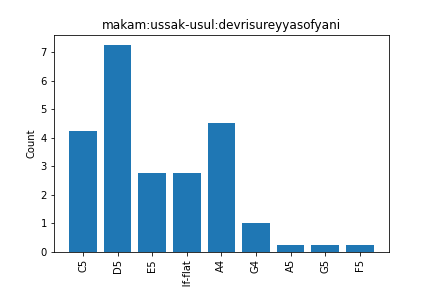 makam:ussak-usul:devrisureyyasofyani
Count
7
6
5
4
3
2
1
0
C5
D5
E5
lf-flat
A4
G4
A5
G5
F5